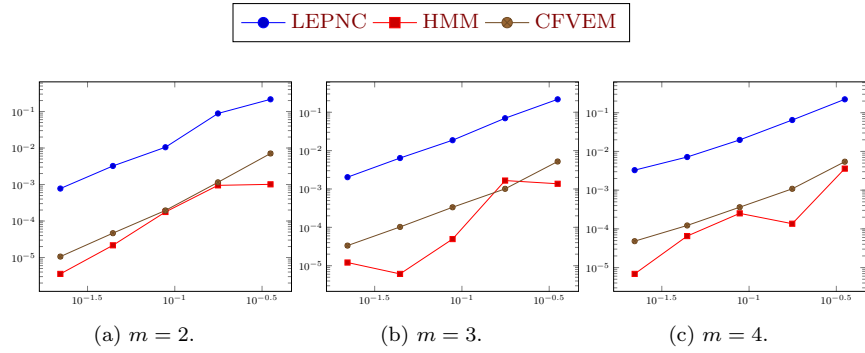 LEPNC HMM CFVEM
10⁻¹ 10⁻¹ 10⁻¹
10⁻² 10⁻² 10⁻²
10⁻³ 10⁻³ 10⁻³
10⁻⁴ 10⁻⁴ 10⁻⁴
10⁻⁵ 10⁻⁵ 10⁻⁵
10⁻¹·⁵ 10⁻¹ 10⁻⁰·⁵ 10⁻¹·⁵ 10⁻¹ 10⁻⁰·⁵ 10⁻¹·⁵ 10⁻¹ 10⁻⁰·⁵
(a) m = 2. (b) m = 3. (c) m = 4.